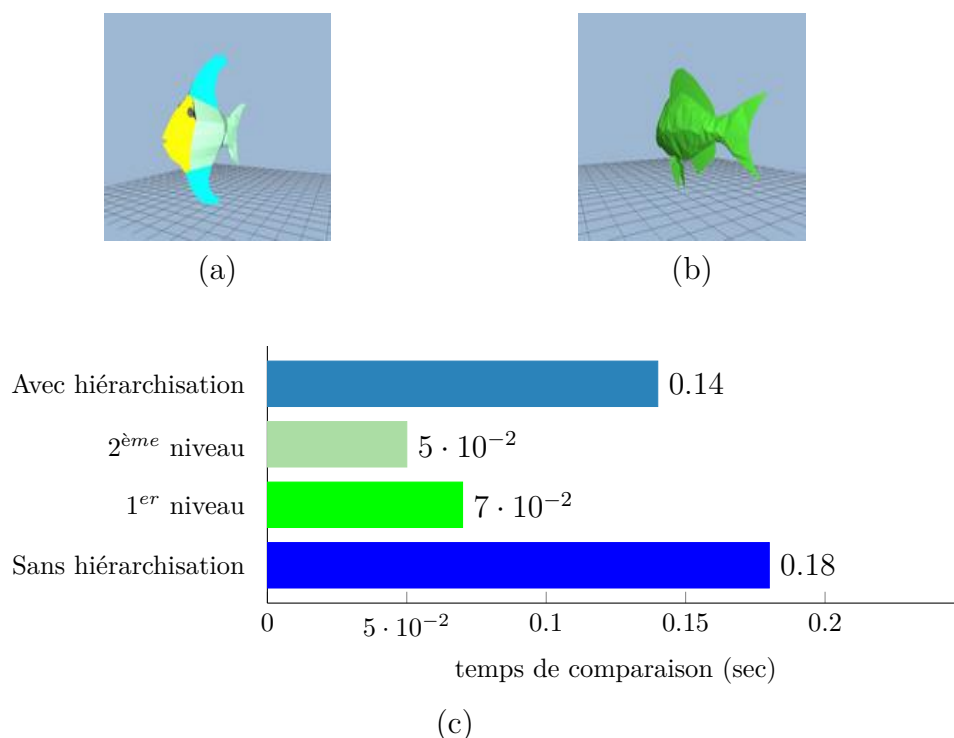 (a)
(b)
Avec hiérarchisation
0.14
2ème niveau
5 · 10−2
1er niveau
7 · 10−2
Sans hiérarchisation
0.18
0
5 · 10−2
0.1
0.15
0.2
temps de comparaison (sec)
(c)